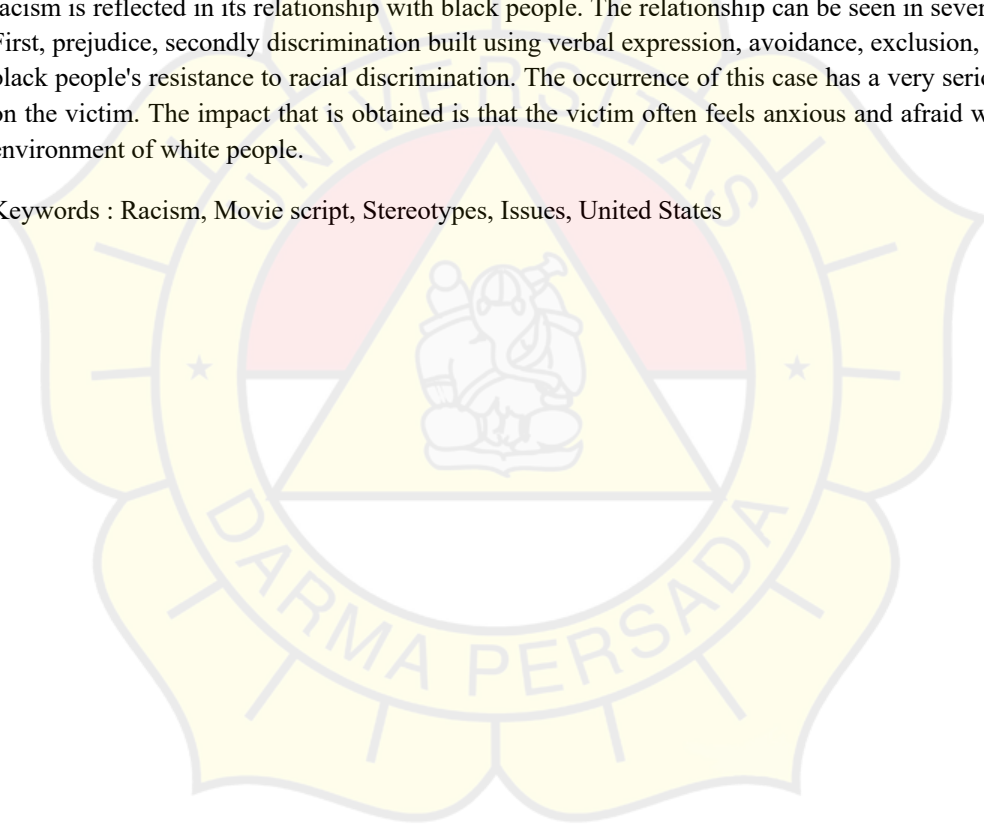 racism is reflected in its relationship with black people. The relationship can be seen in
First, prejudice, secondly discrimination built using verbal expression, avoidance, exclusion,
black people's resistance to racial discrimination. The occurrence of this case has a very
on the victim. The impact that is obtained is that the victim often feels anxious and afraid
environment of white people.
Keywords : Racism, Movie script, Stereotypes, Issues, United States
UNIVERSITAS
DARMA PERSADA